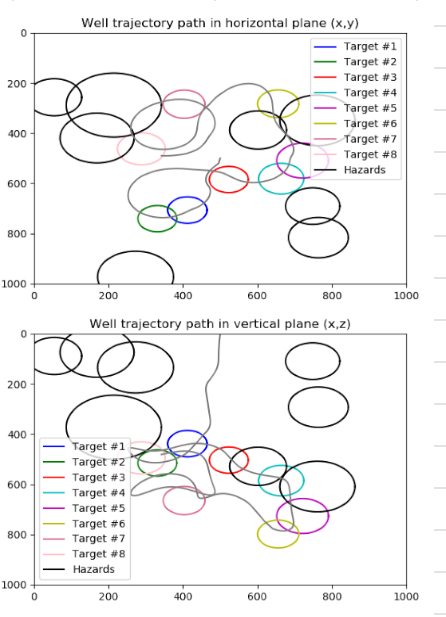 Well trajectory path in horizontal plane (x,y)
0
200
400
600
800
1000
0
200
400
600
800
1000
Target #1
Target #2
Target #3
Target #4
Target #5
Target #6
Target #7
Target #8
Hazards
Well trajectory path in vertical plane (x,z)
0
200
400
600
800
1000
0
200
400
600
800
1000
Target #1
Target #2
Target #3
Target #4
Target #5
Target #6
Target #7
Target #8
Hazards